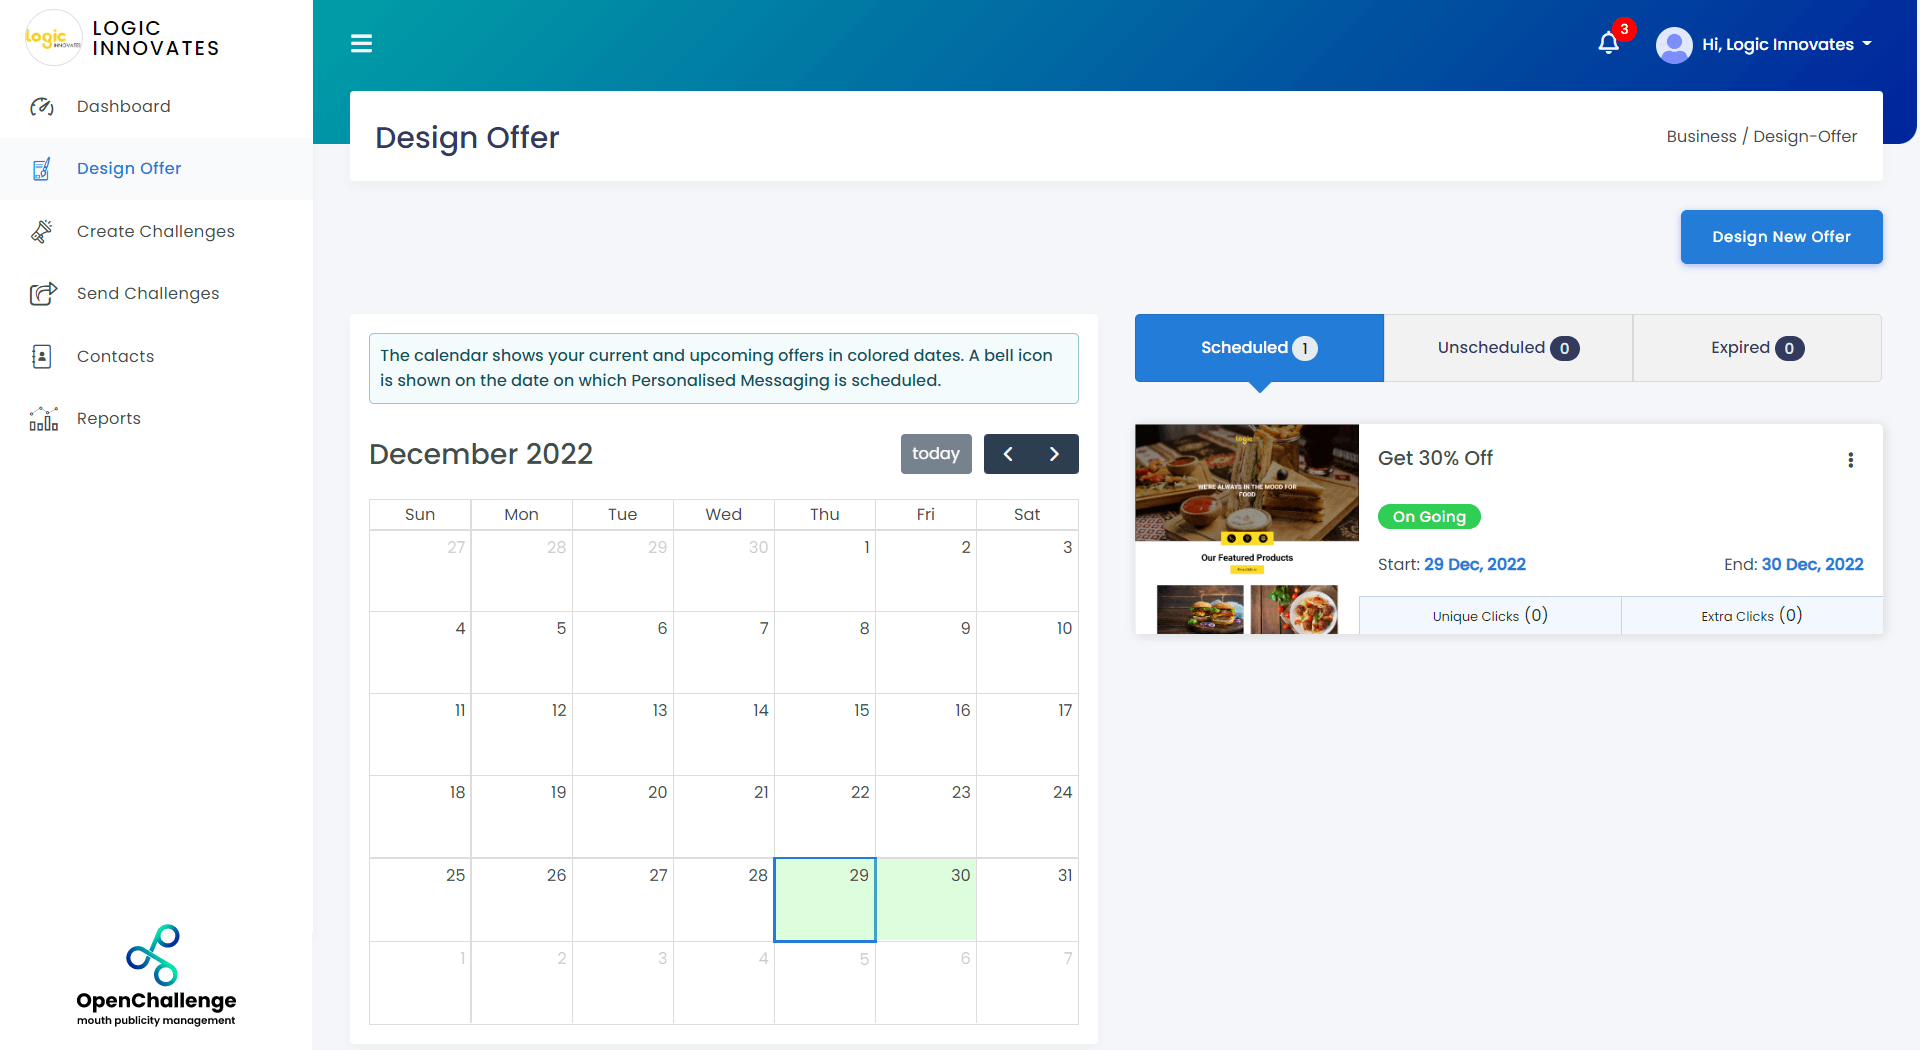 logic
INNOVATES
LOGIC
INNOVATES
3
Hi, Logic Innovates
Dashboard
Design Offer
Create Challenges
Send Challenges
Contacts
Reports
OpenChallenge
mouth publicity management
Design Offer
Business / Design-Offer
Design New Offer
The calendar shows your current and upcoming offers in colored dates. A bell icon
is shown on the date on which Personalised Messaging is scheduled.
December 2022
today
Sun Mon Tue Wed Thu Fri Sat
27 28 29 30 1 2 3
4 5 6 7 8 9 10
11 12 13 14 15 16 17
18 19 20 21 22 23 24
25 26 27 28 29 30 31
1 2 3 4 5 6 7
Scheduled 1
Unscheduled 0
Expired 0
logic
WE'RE ALWAYS IN THE MOOD FOR
FOOD
Our Featured Products
Get 30% Off
On Going
Start: 29 Dec, 2022
End: 30 Dec, 2022
Unique Clicks (0)
Extra Clicks (0)